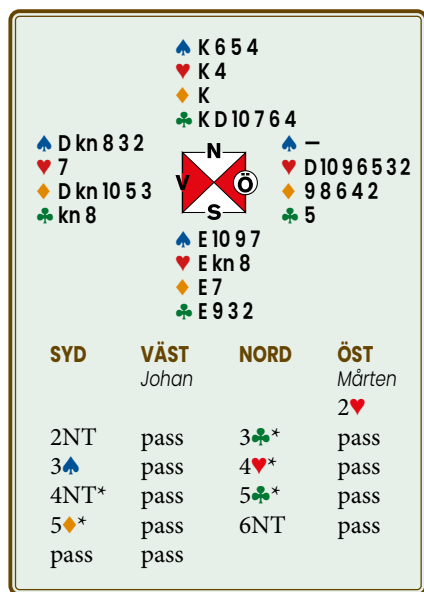 ♠ K 6 5 4
♥ K 4
♦ K
♣ K D 10 7 6 4
♠ D kn 8 3 2
♥ 7
♦ D kn 10 5 3
♣ kn 8
N
V Ö
S
♠ –
♥ D 10 9 6 5 3 2
♦ 9 8 6 4 2
♣ 5
♠ E 10 9 7
♥ E kn 8
♦ E 7
♣ E 9 3 2
SYD VÄST NORD ÖST
Johan Mårten
2♥
2NT pass 3♣* pass
3♠ pass 4♥* pass
4NT* pass 5♣* pass
5♦* pass 6NT pass
pass pass